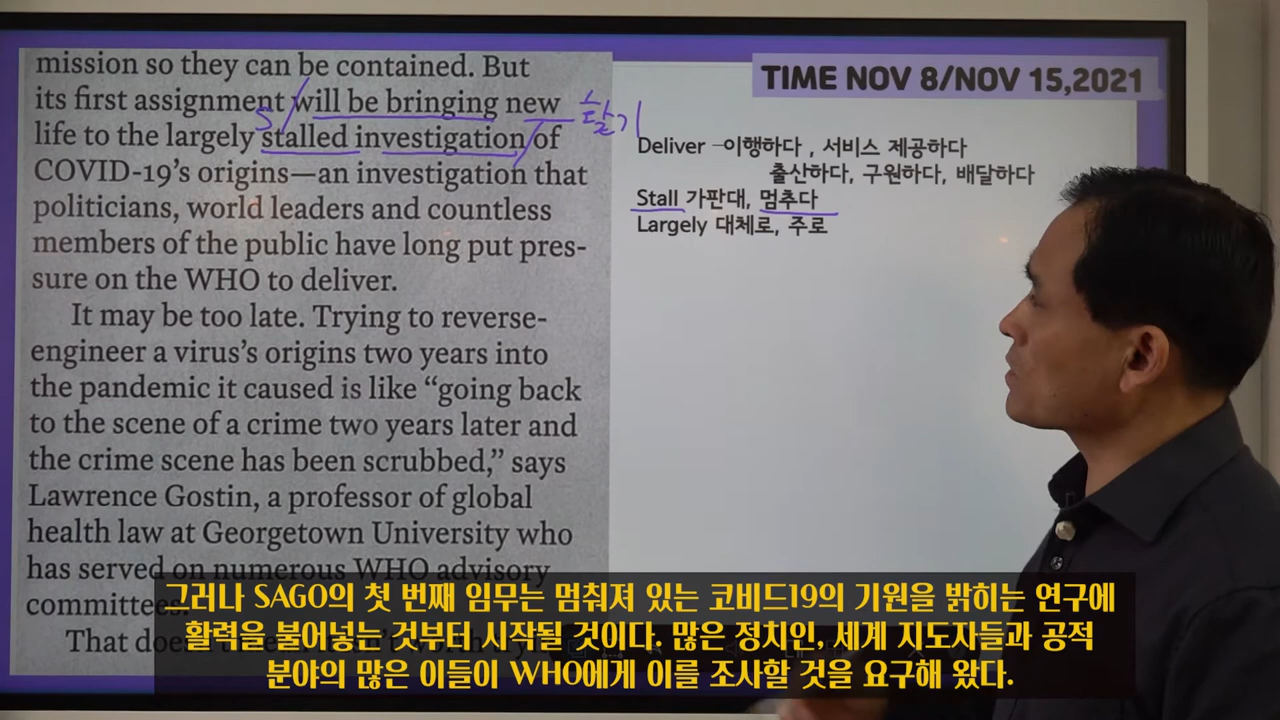 mission so they can be contained. But
its first assignment will be bringing new
life to the largely stalled investigation of
COVID-19's origins—an investigation that
politicians, world leaders and countless
members of the public have long put pres-
sure on the WHO to deliver.
It may be too late. Trying to reverse-
engineer a virus's origins two years into
the pandemic it caused is like “going back
to the scene of a crime two years later and
the crime scene has been scrubbed,” says
Lawrence Gostin, a professor of global
health law at Georgetown University who
has served on numerous WHO advisory
committees.
That
S
활기
TIME NOV 8/NOV 15,2021
Deliver –이행하다 , 서비스 제공하다
출산하다, 구원하다, 배달하다
Stall 가판대, 멈추다
Largely 대체로, 주로
그러나 SAGO의 첫 번째 임무는 멈춰져 있는 코비드19의 기원을 밝히는 연구에
활력을 불어넣는 것부터 시작될 것이다. 많은 정치인, 세계 지도자들과 공적
분야의 많은 이들이 WHO에게 이를 조사할 것을 요구해 왔다.